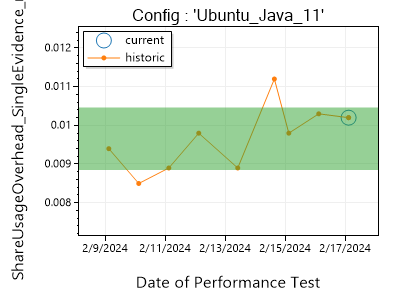 Config : 'Ubuntu_Java_11'
current
historic
0.012
0.011
0.01
0.009
0.008
2/9/2024
2/11/2024
2/13/2024
2/15/2024
2/17/2024
Date of Performance Test
ShareUsageOverhead_SingleEvidence_